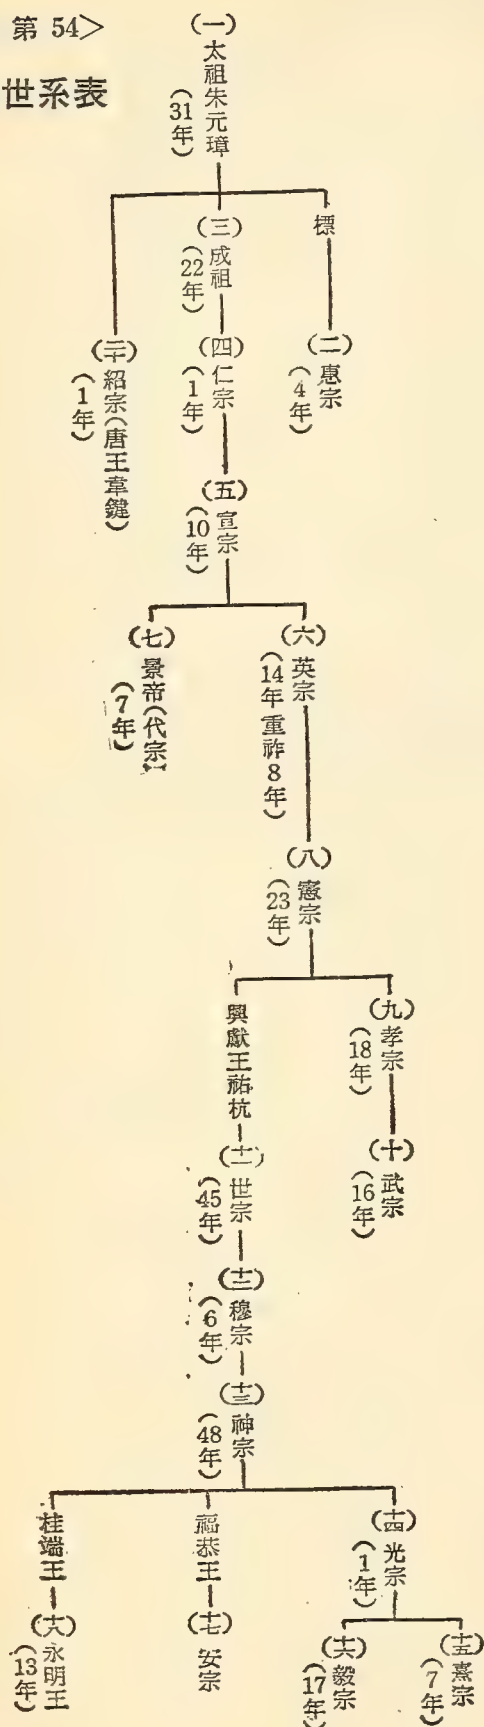 第 54>
世系表
(一)
太祖朱元璋
(31年)
標
(二)
惠宗
(4年)
(三)
成祖
(22年)
(四)
仁宗
(1年)
(二十)
紹宗(唐王韋鍵)
(1年)
(五)
宣宗
(10年)
(六)
英宗
(14年重祚8年)
(七)
景帝(代宗)
(7年)
(八)
憲宗
(23年)
(九)
孝宗
(18年)
(十)
武宗
(16年)
興獻王祐杭
(十一)
世宗
(45年)
(十二)
穆宗
(6年)
(十三)
神宗
(48年)
(十四)
光宗
(1年)
(十五)
熹宗
(7年)
(十六)
毅宗
(17年)
福恭王
(十七)
安宗
桂端王
(十八)
永明王
(13年)